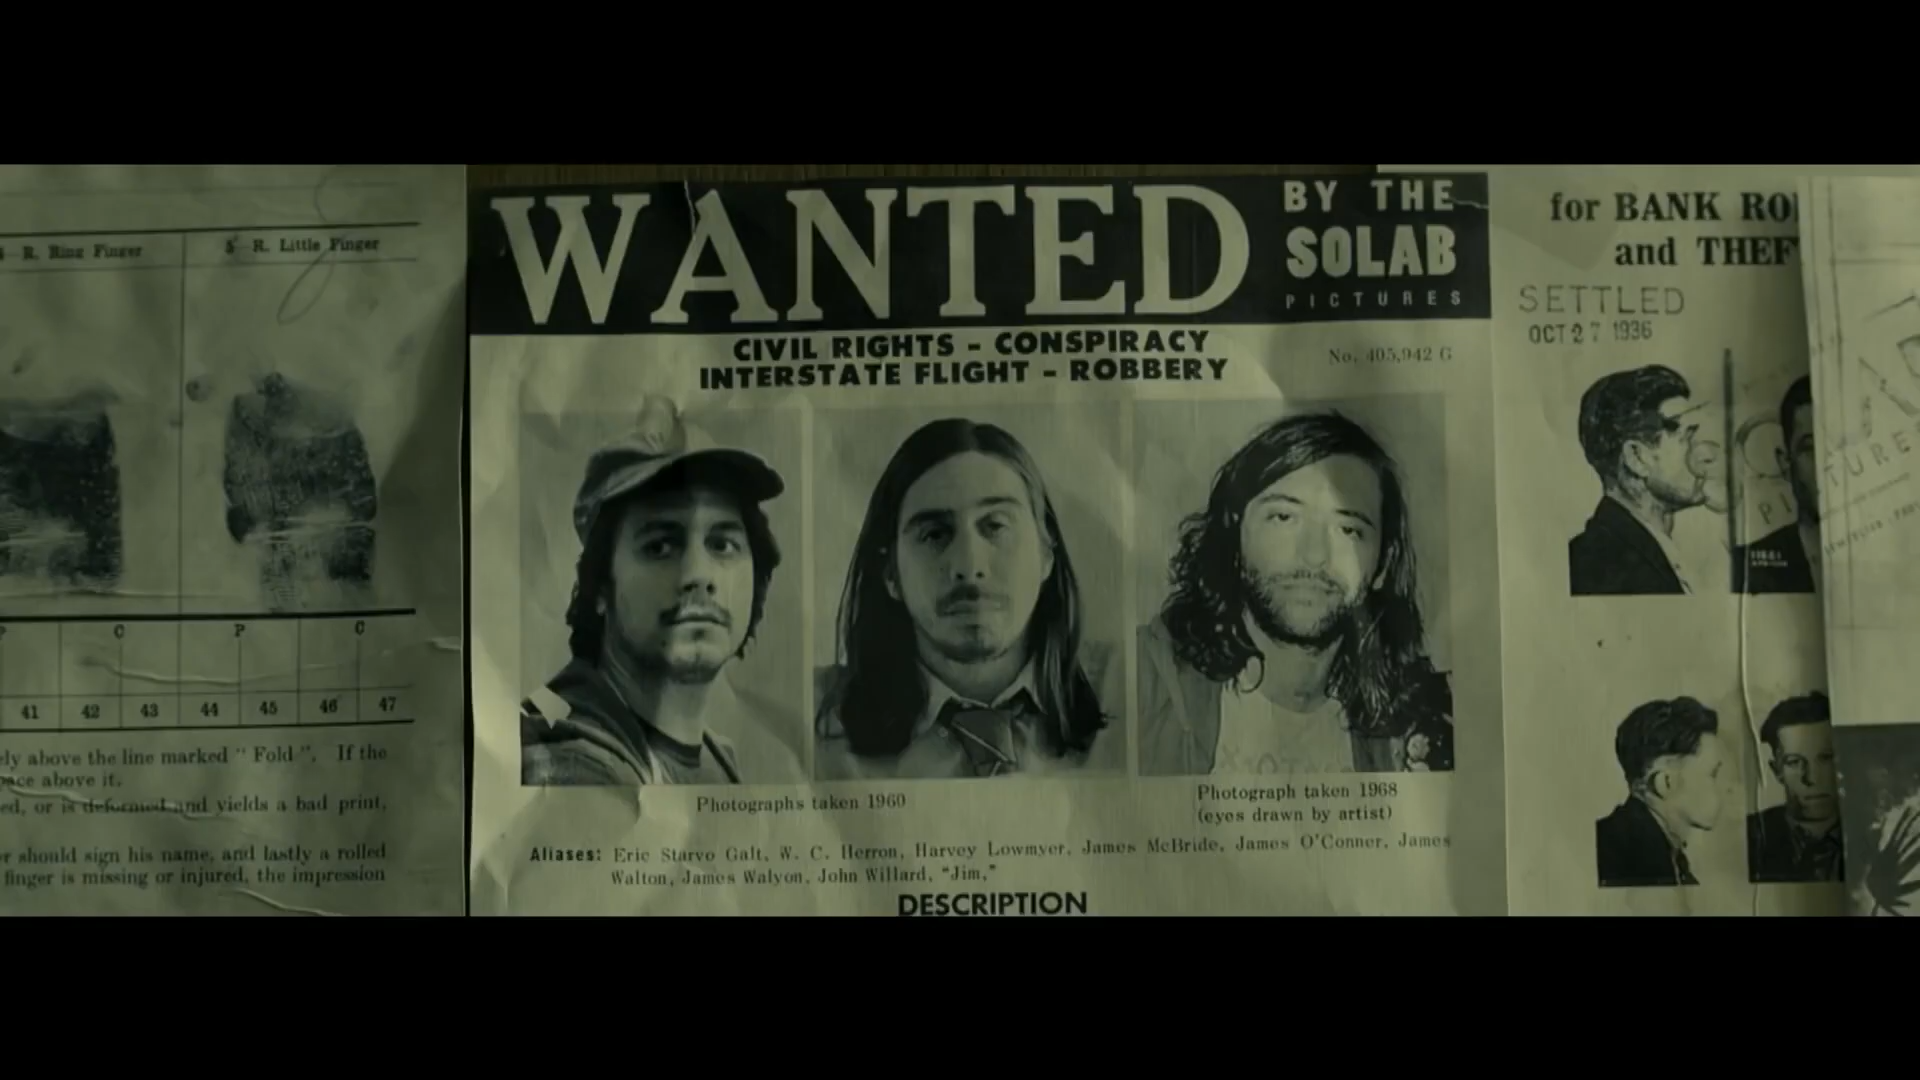 R. Ring Finger
5 R. Little Finger
P C P C
41 42 43 44 45 46 47
ely above the line marked "Fold". If the
pace above it.
ed, or is deformed and yields a bad print,
r should sign his name, and lastly a rolled
finger is missing or injured, the impression
WANTED
BY THE
SOLAB
PICTURES
CIVIL RIGHTS - CONSPIRACY
INTERSTATE FLIGHT - ROBBERY
No. 405,942 G
Photographs taken 1960
Photograph taken 1968
(eyes drawn by artist)
Aliases: Eric Starvo Galt, W. C. Herron, Harvey Lowmyer, James McBride, James O'Conner, James
Walton, James Walyon, John Willard, "Jim,"
DESCRIPTION
for BANK RO
and THEF
SETTLED
OCT 27 1936